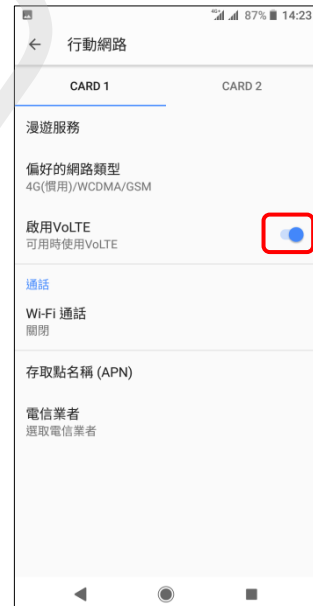 4G 87% 14:23
行動網路
CARD 1 CARD 2
漫遊服務
偏好的網路類型
4G(慣用)/WCDMA/GSM
啟用VoLTE
可用時使用VoLTE
通話
Wi-Fi 通話
關閉
存取點名稱 (APN)
電信業者
選取電信業者